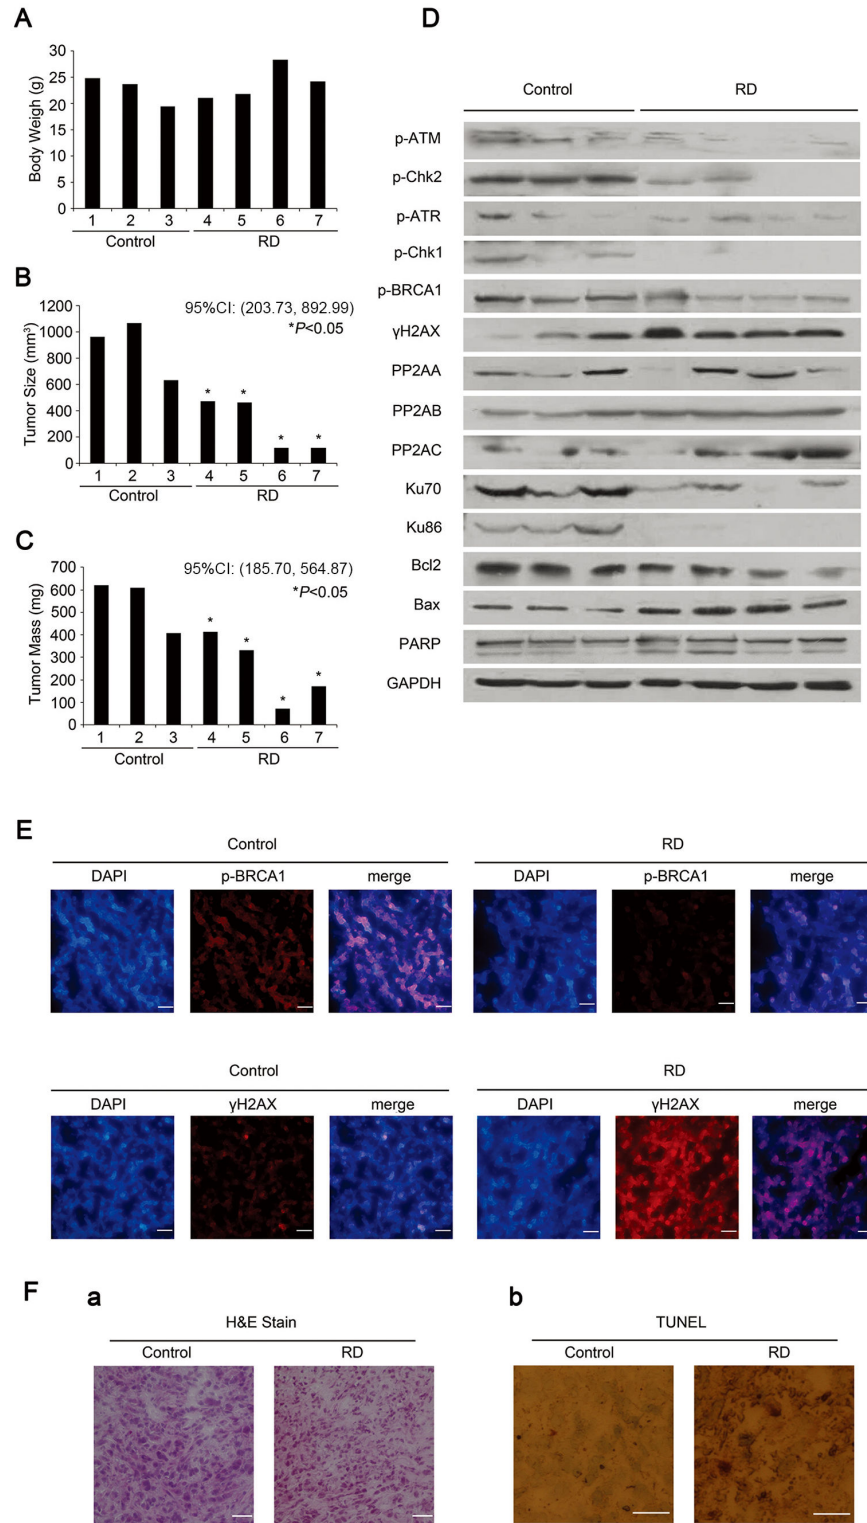 A
30
25
20
15
10
5
0
Body Weigh (g)
1 2 3 4 5 6 7
Control RD
B
95%CI: (203.73, 892.99)
*P<0.05
1200
1000
800
600
400
200
0
Tumor Size (mm³)
* * * *
1 2 3 4 5 6 7
Control RD
C
95%CI: (185.70, 564.87)
*P<0.05
700
600
500
400
300
200
100
0
Tumor Mass (mg)
* * * *
1 2 3 4 5 6 7
Control RD
D
Control RD
p-ATM
p-Chk2
p-ATR
p-Chk1
p-BRCA1
γH2AX
PP2AA
PP2AB
PP2AC
Ku70
Ku86
Bcl2
Bax
PARP
GAPDH
E
Control RD
DAPI p-BRCA1 merge DAPI p-BRCA1 merge
Control RD
DAPI γH2AX merge DAPI γH2AX merge
F
a b
H&E Stain TUNEL
Control RD Control RD